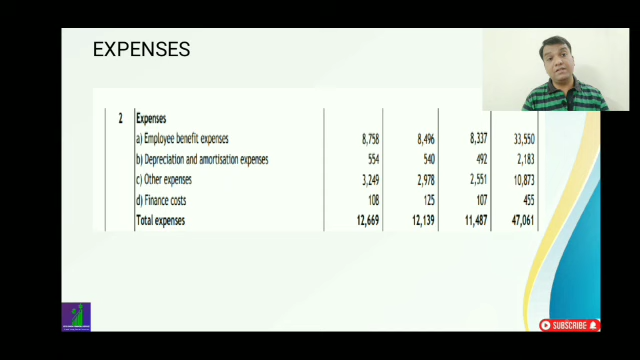 EXPENSES
2 Expenses
a) Employee benefit expenses 8,758 8,496 8,337 33,550
b) Depreciation and amortisation expenses 554 540 492 2,183
c) Other expenses 3,249 2,978 2,551 10,873
d) Finance costs 108 125 107 455
Total expenses 12,669 12,139 11,487 47,061
SUBSCRIBE